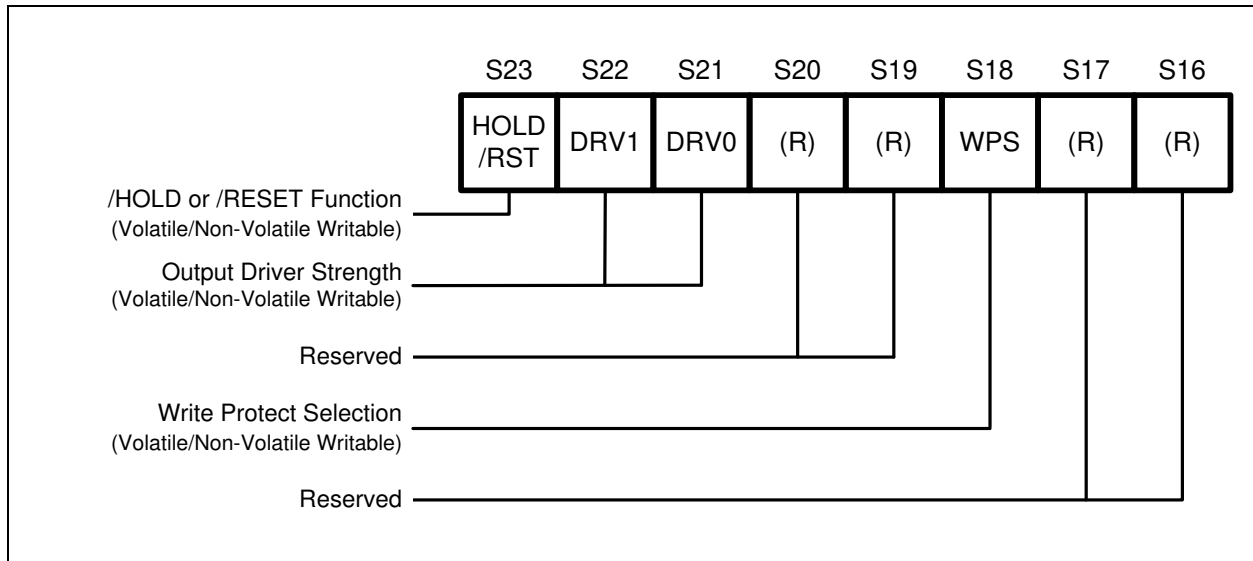 S23 S22 S21 S20 S19 S18 S17 S16
HOLD
/RST DRV1 DRV0 (R) (R) WPS (R) (R)
/HOLD or /RESET Function
(Volatile/Non-Volatile Writable)
Output Driver Strength
(Volatile/Non-Volatile Writable)
Reserved
Write Protect Selection
(Volatile/Non-Volatile Writable)
Reserved